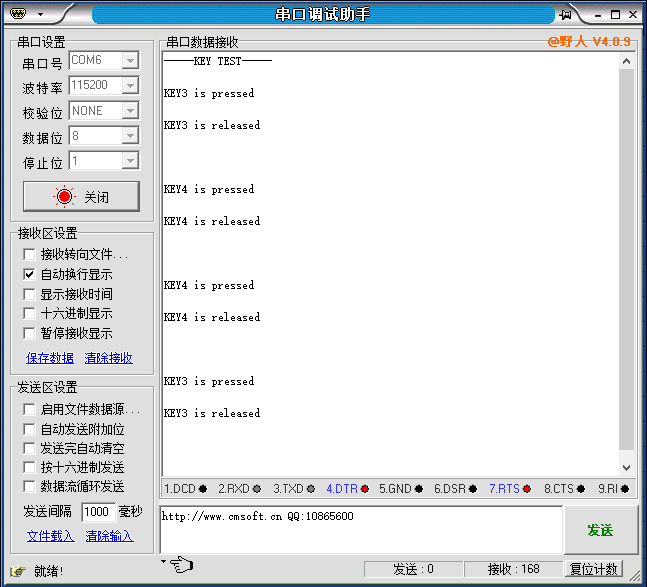 串口调试助手
串口设置
串口号 COM6
波特率 115200
校验位 NONE
数据位 8
停止位 1
关闭
接收区设置
接收转向文件...
自动换行显示
显示接收时间
十六进制显示
暂停接收显示
保存数据 清除接收
发送区设置
启用文件数据源...
自动发送附加位
发送完自动清空
按十六进制发送
数据流循环发送
发送间隔 1000 毫秒
文件载入 清除输入
串口数据接收
@野人 V4.0.9
-----KEY TEST-----
KEY3 is pressed
KEY3 is released
KEY4 is pressed
KEY4 is released
KEY4 is pressed
KEY4 is released
KEY3 is pressed
KEY3 is released
1.DCD 2.RXD 3.TXD 4.DTR 5.GND 6.DSR 7.RTS 8.CTS 9.RI
http://www.cmsoft.cn QQ:10865600
发送
就绪! 发送 : 0 接收 : 168 复位计数